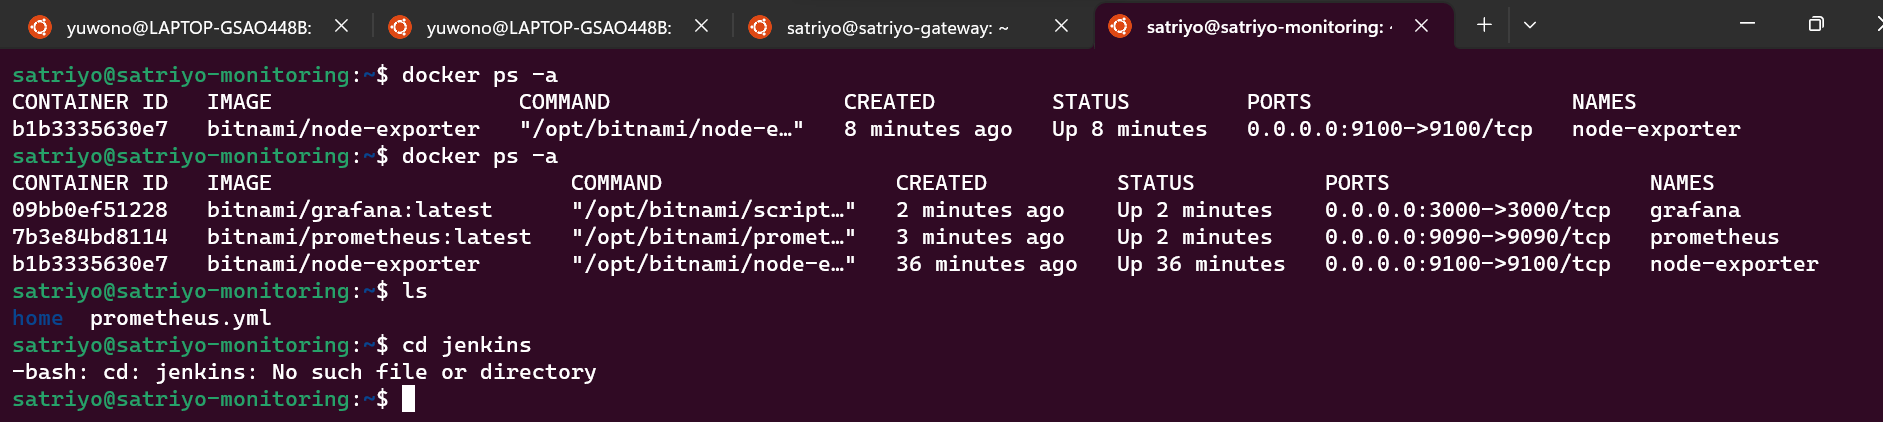 yuwono@LAPTOP-GSAO448B: yuwono@LAPTOP-GSAO448B: satriyo@satriyo-gateway: ~ satriyo@satriyo-monitoring: ~
satriyo@satriyo-monitoring:~$ docker ps -a
CONTAINER ID IMAGE COMMAND CREATED STATUS PORTS NAMES
b1b3335630e7 bitnami/node-exporter "/opt/bitnami/node-e…" 8 minutes ago Up 8 minutes 0.0.0.0:9100->9100/tcp node-exporter
satriyo@satriyo-monitoring:~$ docker ps -a
CONTAINER ID IMAGE COMMAND CREATED STATUS PORTS NAMES
09bb0ef51228 bitnami/grafana:latest "/opt/bitnami/script…" 2 minutes ago Up 2 minutes 0.0.0.0:3000->3000/tcp grafana
7b3e84bd8114 bitnami/prometheus:latest "/opt/bitnami/promet…" 3 minutes ago Up 2 minutes 0.0.0.0:9090->9090/tcp prometheus
b1b3335630e7 bitnami/node-exporter "/opt/bitnami/node-e…" 36 minutes ago Up 36 minutes 0.0.0.0:9100->9100/tcp node-exporter
satriyo@satriyo-monitoring:~$ ls
home prometheus.yml
satriyo@satriyo-monitoring:~$ cd jenkins
-bash: cd: jenkins: No such file or directory
satriyo@satriyo-monitoring:~$